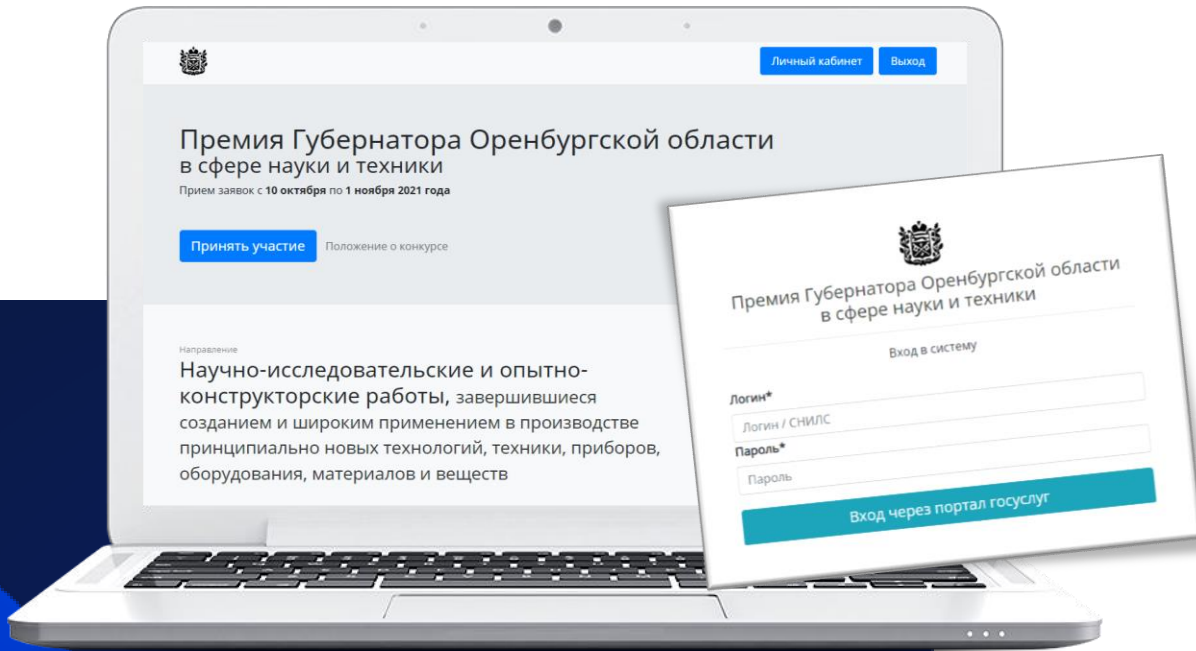 Личный кабинет
Выход
Премия Губернатора Оренбургской области
в сфере науки и техники
Прием заявок с 10 октября по 1 ноября 2021 года
Принять участие
Положение о конкурсе
Направление
Научно-исследовательские и опытно-
конструкторские работы, завершившиеся
созданием и широким применением в производстве
принципиально новых технологий, техники, приборов,
оборудования, материалов и веществ
Премия Губернатора Оренбургской области
в сфере науки и техники
Вход в систему
Логин*
Логин / СНИЛС
Пароль*
Пароль
Вход через портал госуслуг